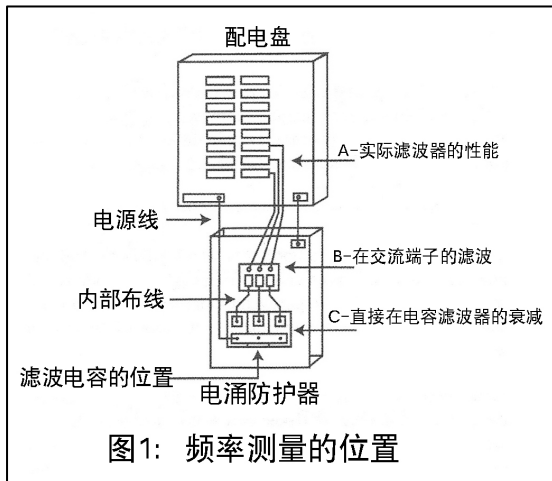 配电盘
A-实际滤波器的性能
电源线
B-在交流端子的滤波
内部布线
C-直接在电容滤波器的衰减
滤波电容的位置
电涌防护器
图1: 频率测量的位置